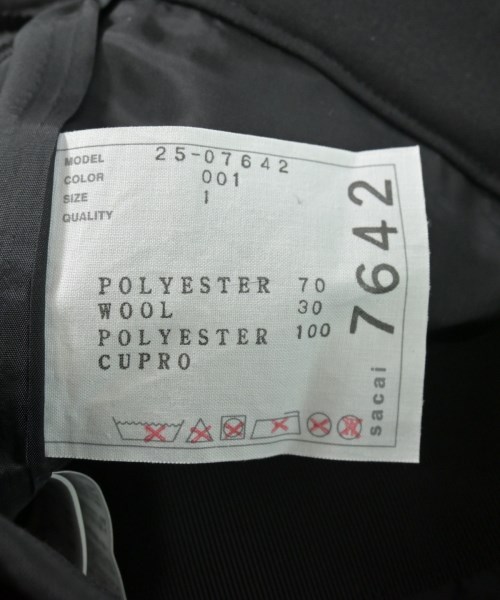 MODEL 25-07642
COLOR 001
SIZE 1
QUALITY
POLYESTER 70
WOOL 30
POLYESTER 100
CUPRO
sacai 7642